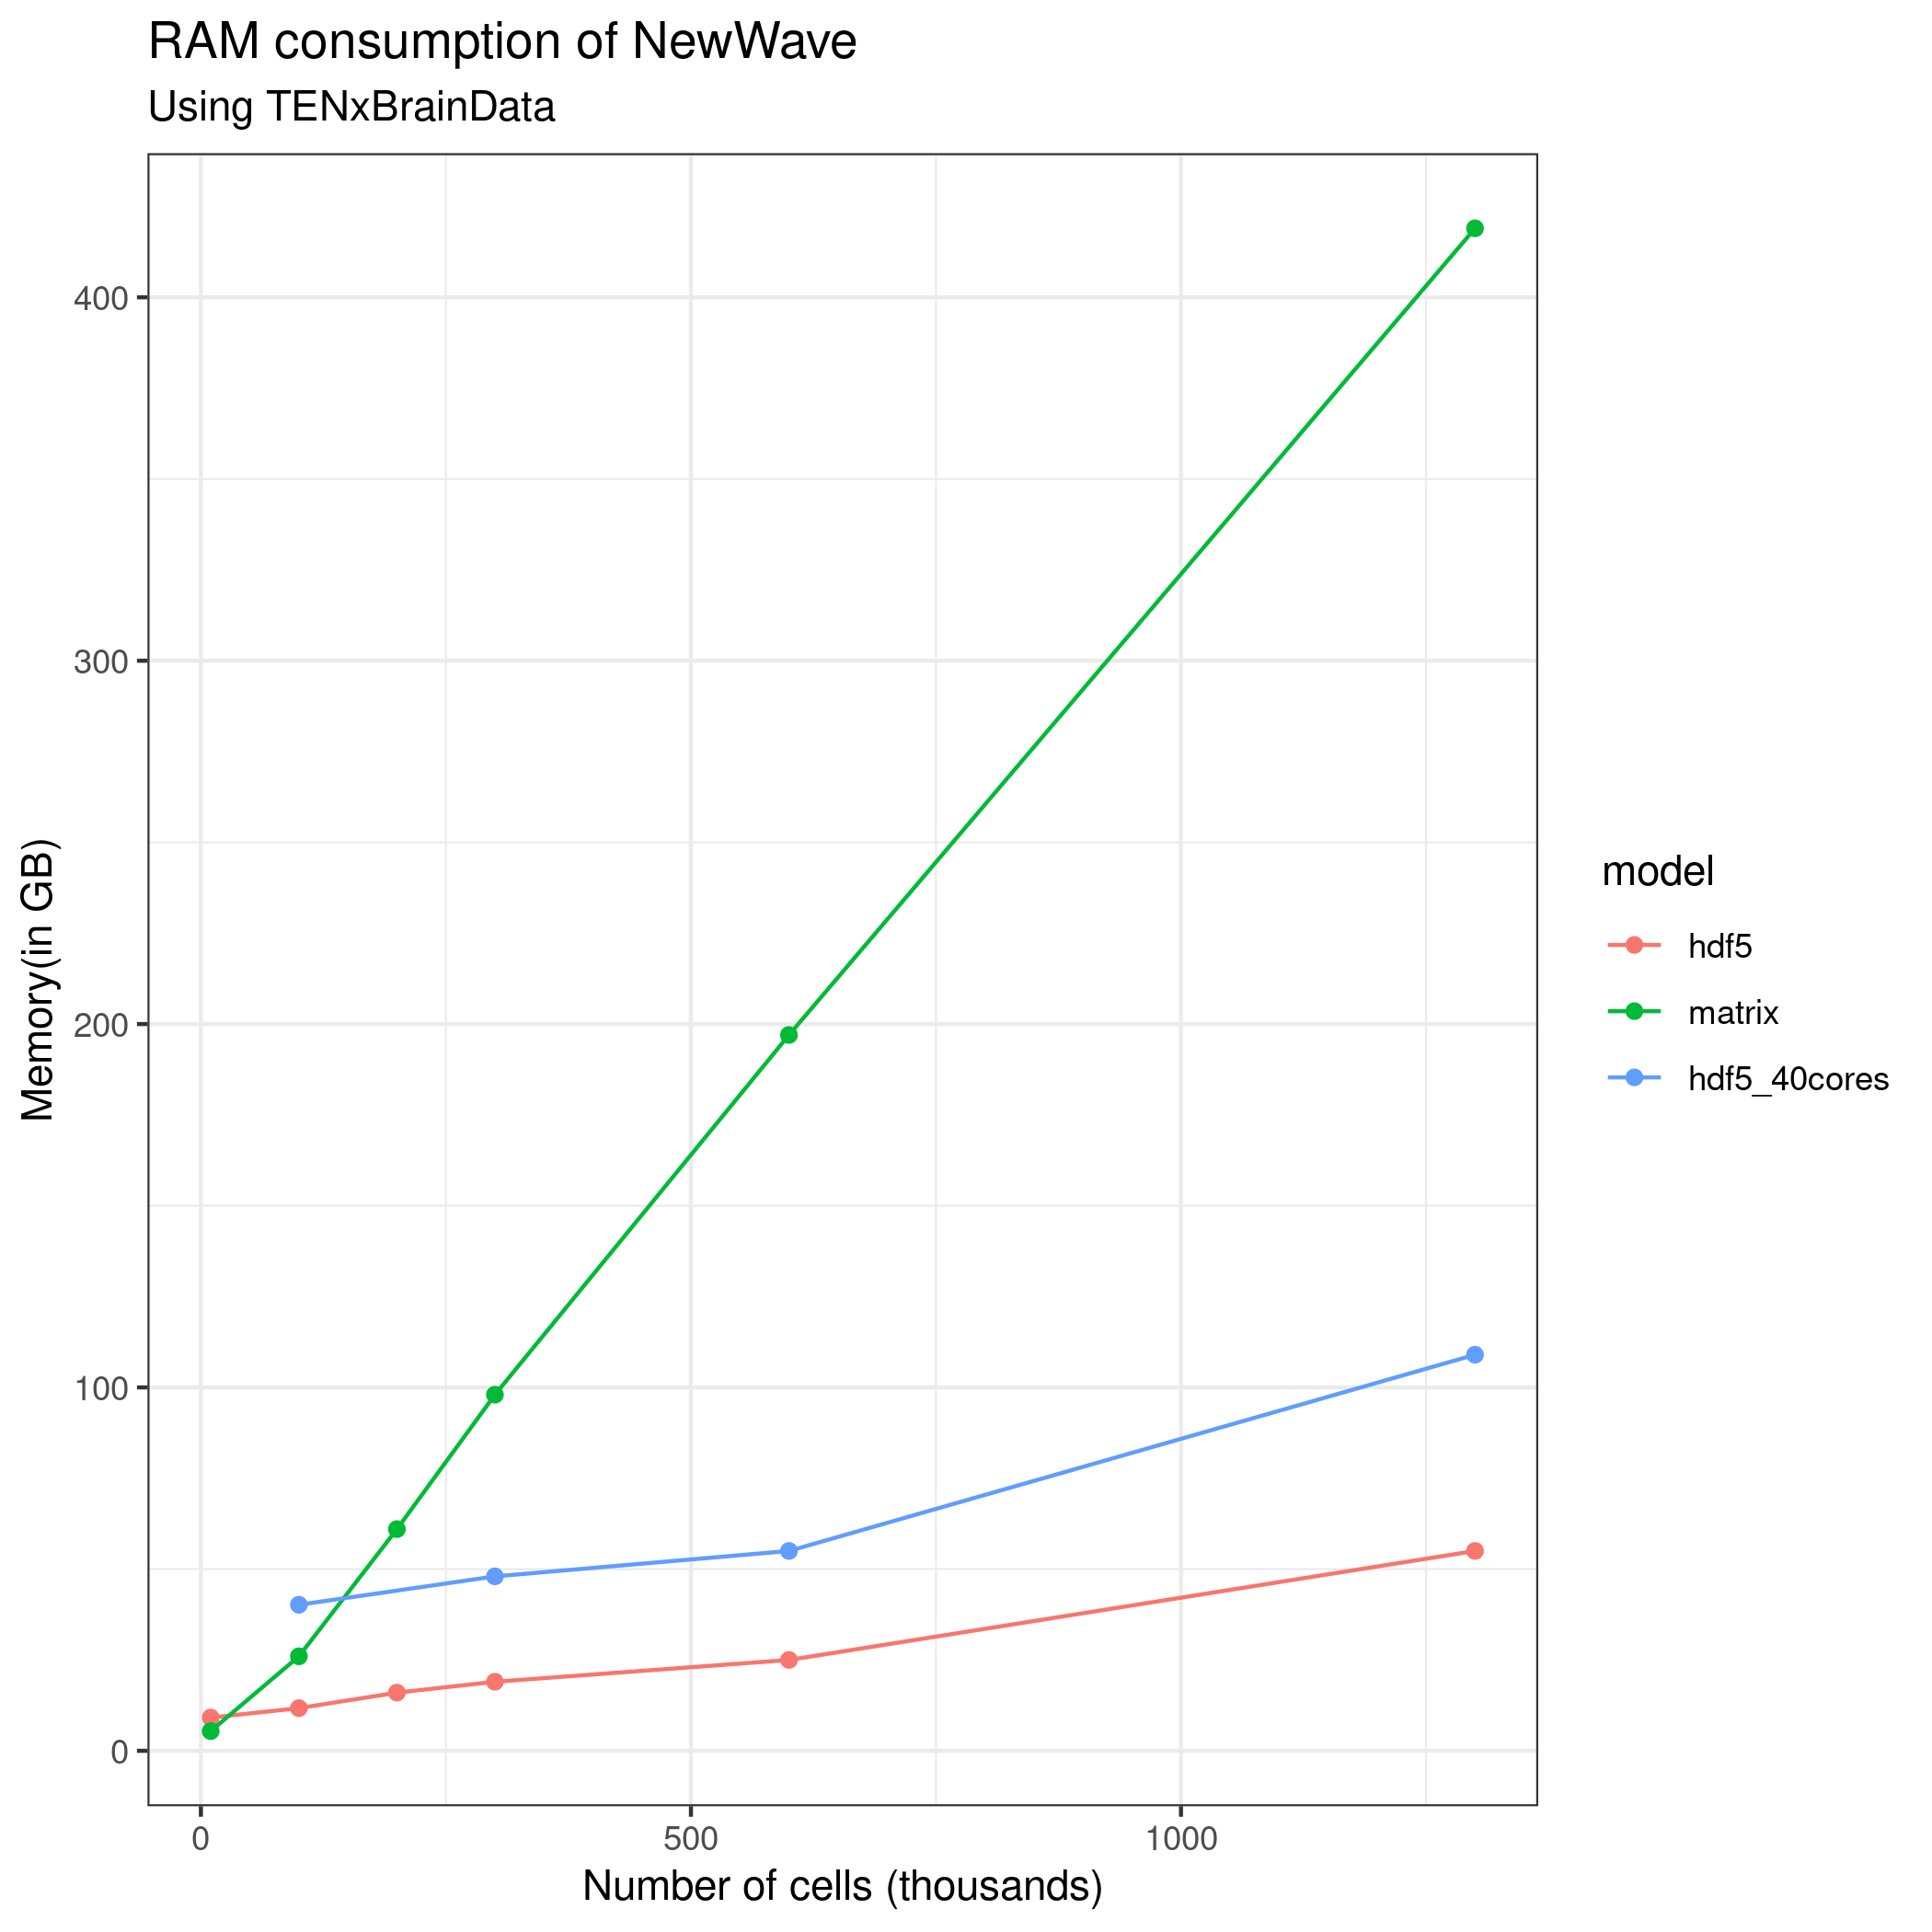 RAM consumption of NewWave
Using TENxBrainData
Memory(in GB)
400
300
200
100
0
0 500 1000
Number of cells (thousands)
model
hdf5
matrix
hdf5_40cores